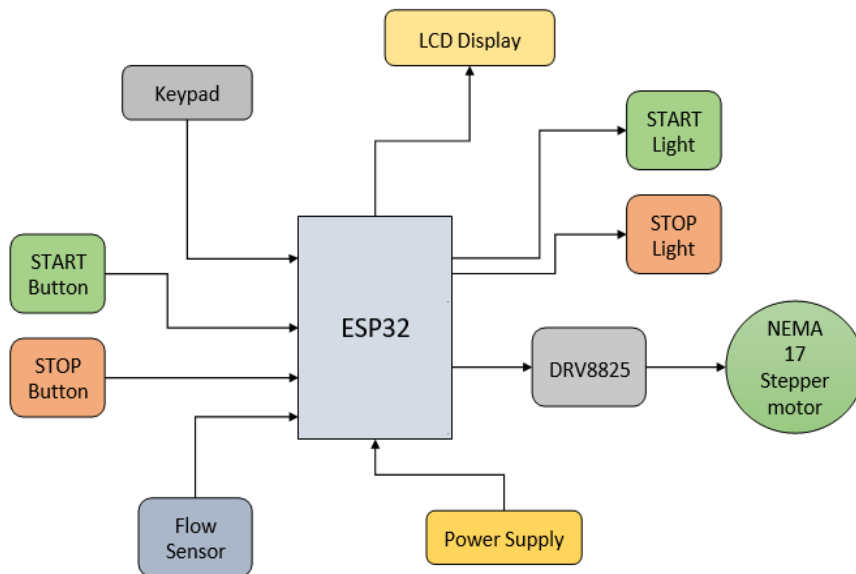 LCD Display
Keypad
START
Light
STOP
Light
START
Button
ESP32
STOP
Button
DRV8825
NEMA
17
Stepper
motor
Flow
Sensor
Power Supply